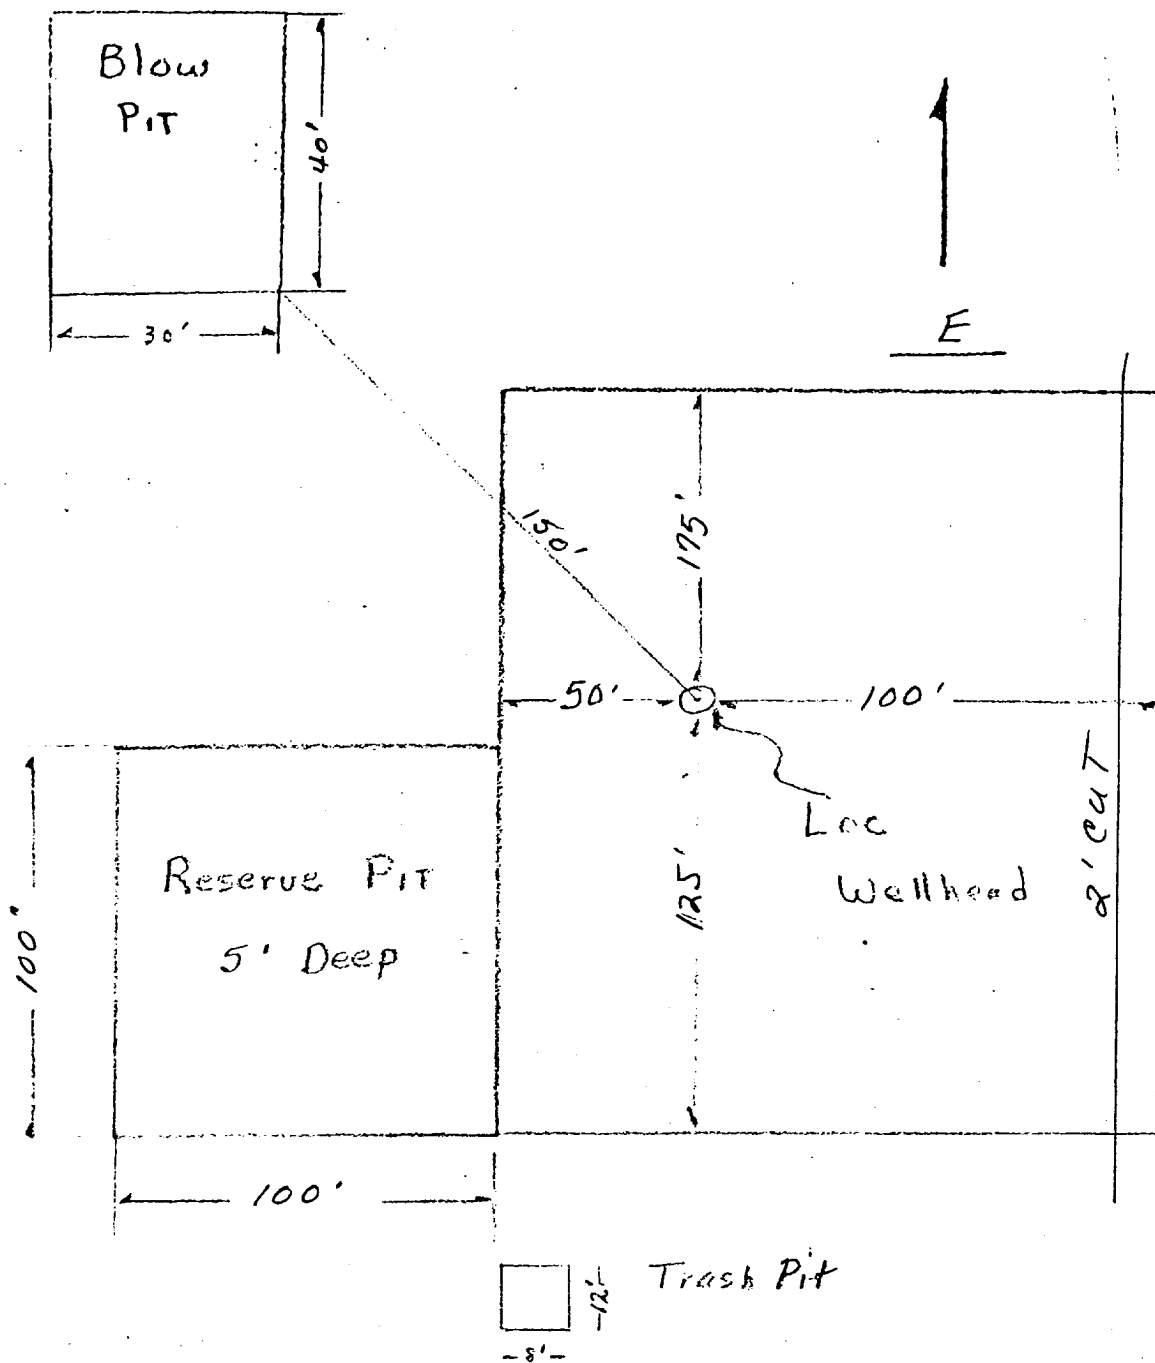 Blow
PIT
40'
30'
E
150'
175'
50'
100'
Loc
Wellhead
2' CUT
125'
Reserve PIT
5' Deep
100"
100'
Trash Pit
12'
8'